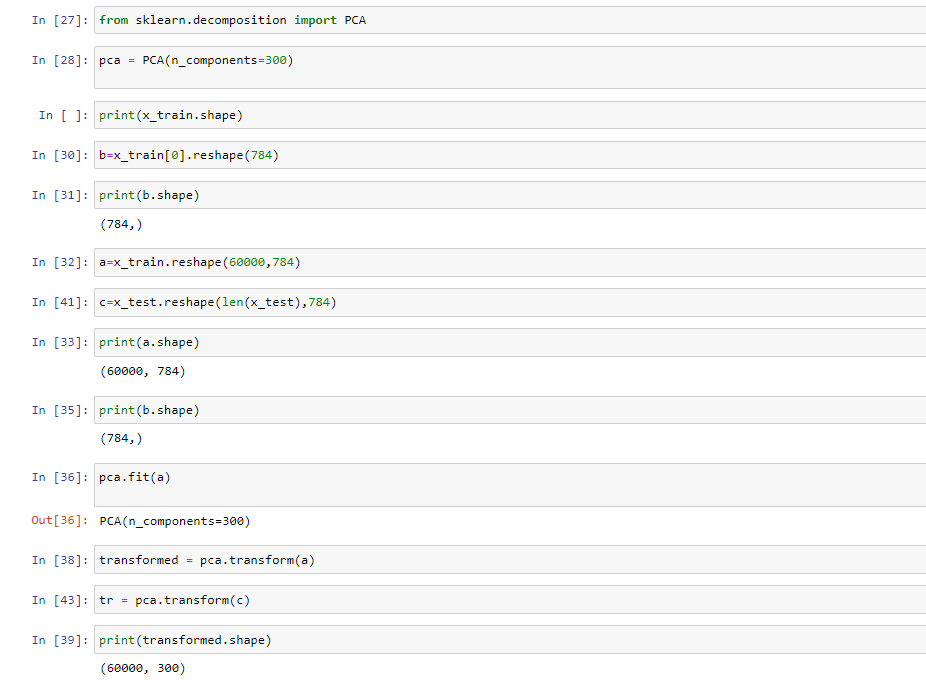 In [27]: from sklearn.decomposition import PCA
In [28]: pca = PCA(n_components=300)
In [ ]: print(x_train.shape)
In [30]: b=x_train[0].reshape(784)
In [31]: print(b.shape)
(784,)
In [32]: a=x_train.reshape(60000,784)
In [41]: c=x_test.reshape(len(x_test),784)
In [33]: print(a.shape)
(60000, 784)
In [35]: print(b.shape)
(784,)
In [36]: pca.fit(a)
Out[36]: PCA(n_components=300)
In [38]: transformed = pca.transform(a)
In [43]: tr = pca.transform(c)
In [39]: print(transformed.shape)
(60000, 300)